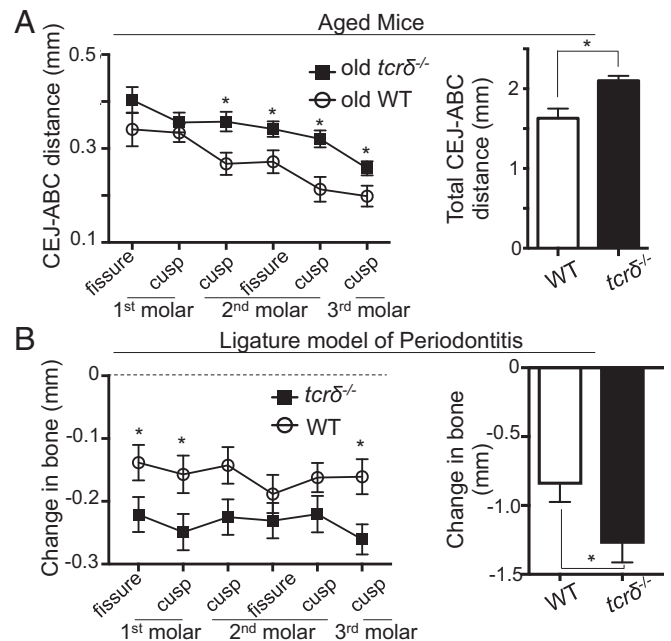 A
Aged Mice
CEJ-ABC distance (mm)
0.5
0.3
0.1
old tcrδ-/-
old WT
* * * *
fissure cusp cusp fissure cusp cusp
1st molar 2nd molar 3rd molar
Total CEJ-ABC
distance (mm)
2
1
0
*
WT tcrδ-/-
B
Ligature model of Periodontitis
Change in bone (mm)
0
-0.1
-0.2
-0.3
tcrδ-/-
WT
* * *
fissure cusp cusp fissure cusp cusp
1st molar 2nd molar 3rd molar
Change in bone
(mm)
0
-0.5
-1.0
-1.5
*
WT tcrδ-/-